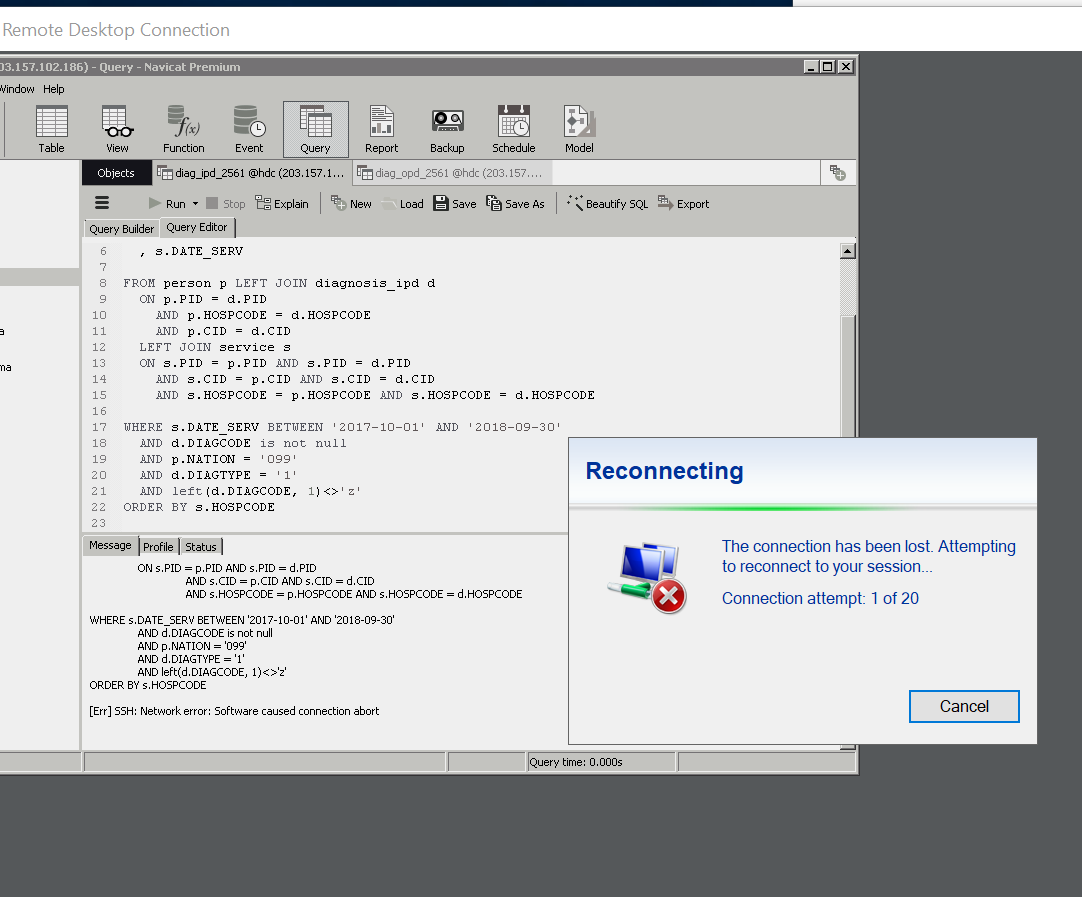 Remote Desktop Connection
03.157.102.186) - Query - Navicat Premium
Window Help
Table View Function Event Query Report Backup Schedule Model
Objects diag_ipd_2561 @hdc (203.157.1... diag_opd_2561 @hdc (203.157....
Run Stop Explain New Load Save Save As Beautify SQL Export
Query Builder Query Editor
6 , s.DATE_SERV
7
8 FROM person p LEFT JOIN diagnosis_ipd d
9 ON p.PID = d.PID
10 AND p.HOSPCODE = d.HOSPCODE
11 AND p.CID = d.CID
12 LEFT JOIN service s
13 ON s.PID = p.PID AND s.PID = d.PID
14 AND s.CID = p.CID AND s.CID = d.CID
15 AND s.HOSPCODE = p.HOSPCODE AND s.HOSPCODE = d.HOSPCODE
16
17 WHERE s.DATE_SERV BETWEEN '2017-10-01' AND '2018-09-30'
18 AND d.DIAGCODE is not null
19 AND p.NATION = '099'
20 AND d.DIAGTYPE = '1'
21 AND left(d.DIAGCODE, 1)<>'z'
22 ORDER BY s.HOSPCODE
23
a
ma
Message Profile Status
ON s.PID = p.PID AND s.PID = d.PID
AND s.CID = p.CID AND s.CID = d.CID
AND s.HOSPCODE = p.HOSPCODE AND s.HOSPCODE = d.HOSPCODE
WHERE s.DATE_SERV BETWEEN '2017-10-01' AND '2018-09-30'
AND d.DIAGCODE is not null
AND p.NATION = '099'
AND d.DIAGTYPE = '1'
AND left(d.DIAGCODE, 1)<>'z'
ORDER BY s.HOSPCODE
[Err] SSH: Network error: Software caused connection abort
Query time: 0.000s
Reconnecting
The connection has been lost. Attempting
to reconnect to your session...
Connection attempt: 1 of 20
Cancel